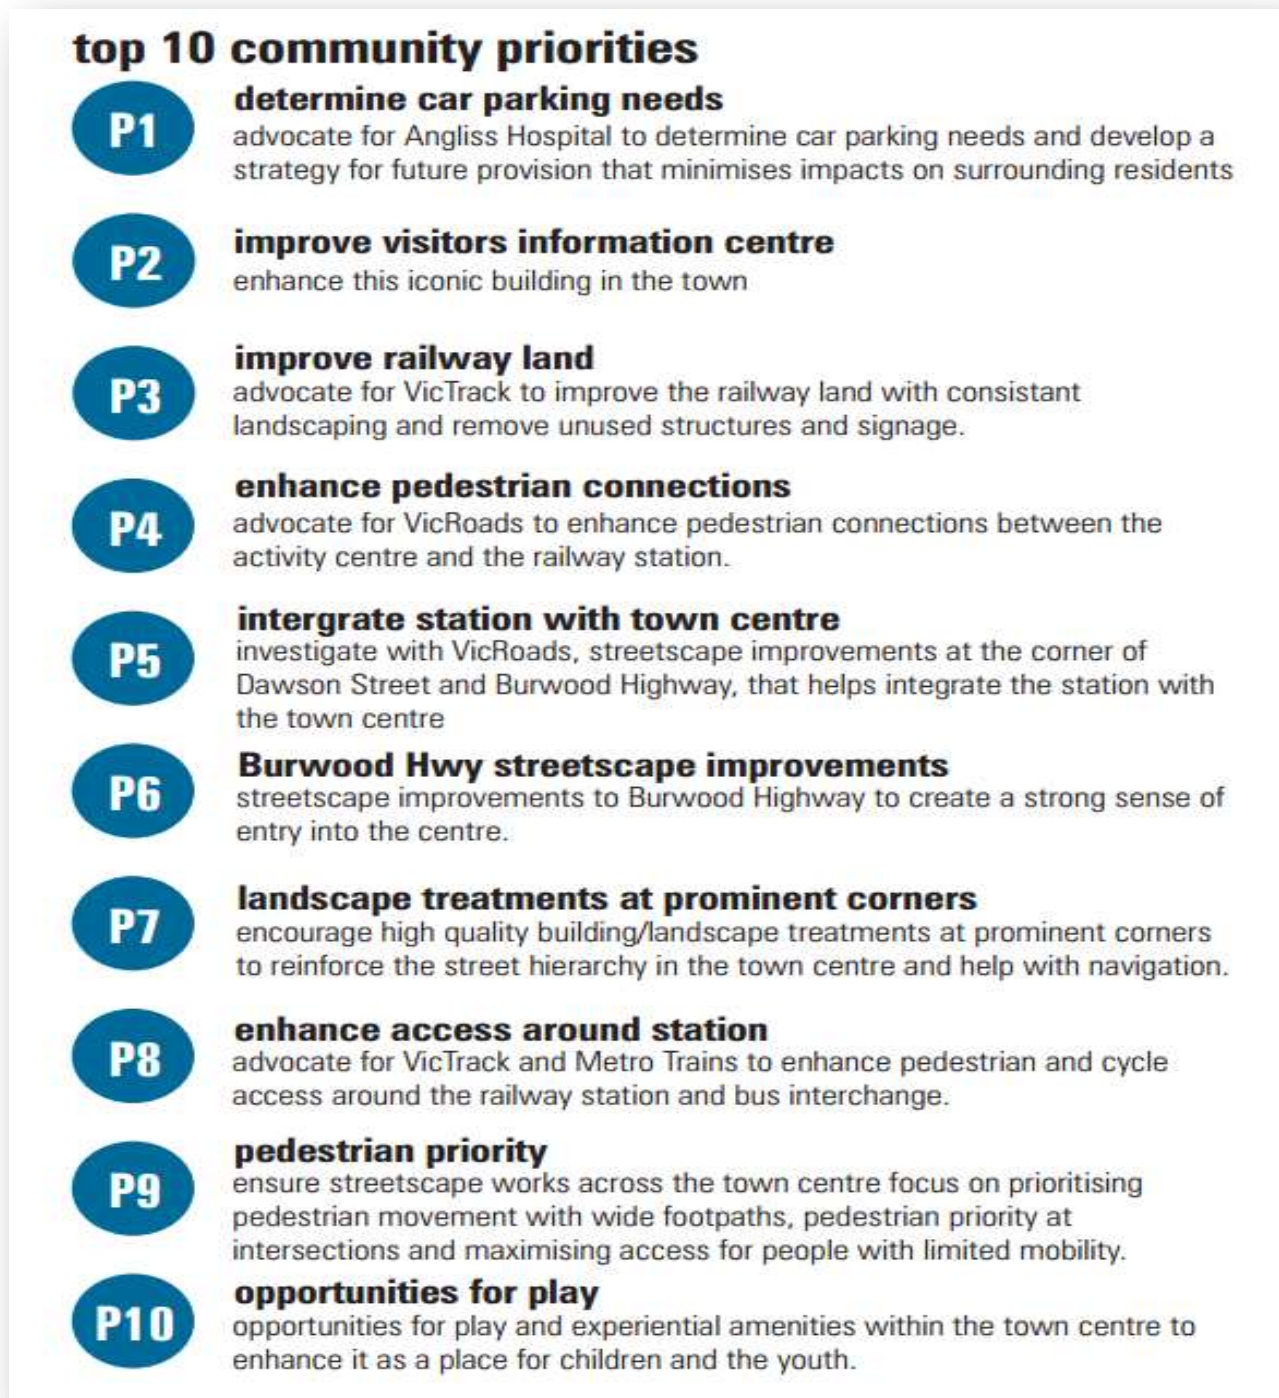 top 10 community priorities
P1
determine car parking needs
advocate for Angliss Hospital to determine car parking needs and develop a
strategy for future provision that minimises impacts on surrounding residents
P2
improve visitors information centre
enhance this iconic building in the town
P3
improve railway land
advocate for VicTrack to improve the railway land with consistant
landscaping and remove unused structures and signage.
P4
enhance pedestrian connections
advocate for VicRoads to enhance pedestrian connections between the
activity centre and the railway station.
P5
intergrate station with town centre
investigate with VicRoads, streetscape improvements at the corner of
Dawson Street and Burwood Highway, that helps integrate the station with
the town centre
P6
Burwood Hwy streetscape improvements
streetscape improvements to Burwood Highway to create a strong sense of
entry into the centre.
P7
landscape treatments at prominent corners
encourage high quality building/landscape treatments at prominent corners
to reinforce the street hierarchy in the town centre and help with navigation.
P8
enhance access around station
advocate for VicTrack and Metro Trains to enhance pedestrian and cycle
access around the railway station and bus interchange.
P9
pedestrian priority
ensure streetscape works across the town centre focus on prioritising
pedestrian movement with wide footpaths, pedestrian priority at
intersections and maximising access for people with limited mobility.
P10
opportunities for play
opportunities for play and experiential amenities within the town centre to
enhance it as a place for children and the youth.